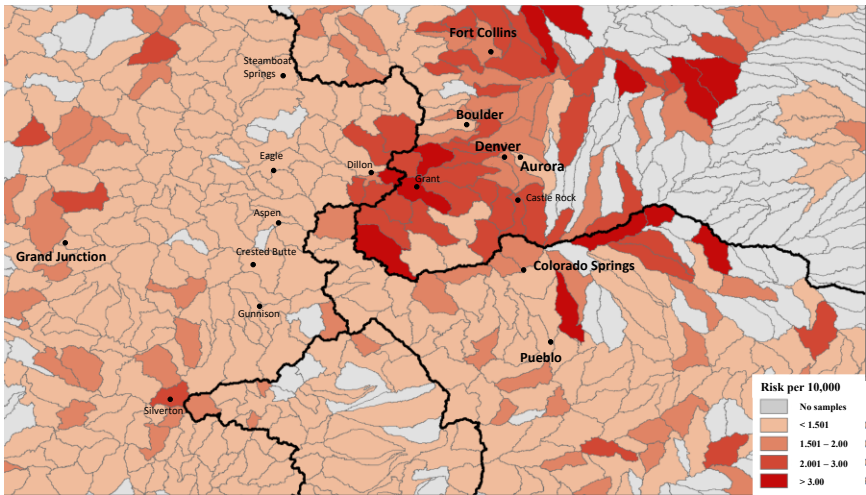 Fort Collins
Steamboat
Springs
Boulder
Denver
Aurora
Eagle
Dillon
Grant
Castle Rock
Aspen
Grand Junction
Crested Butte
Colorado Springs
Gunnison
Pueblo
Silverton
Risk per 10,000
No samples
< 1.501
1.501 – 2.00
2.001 – 3.00
> 3.00